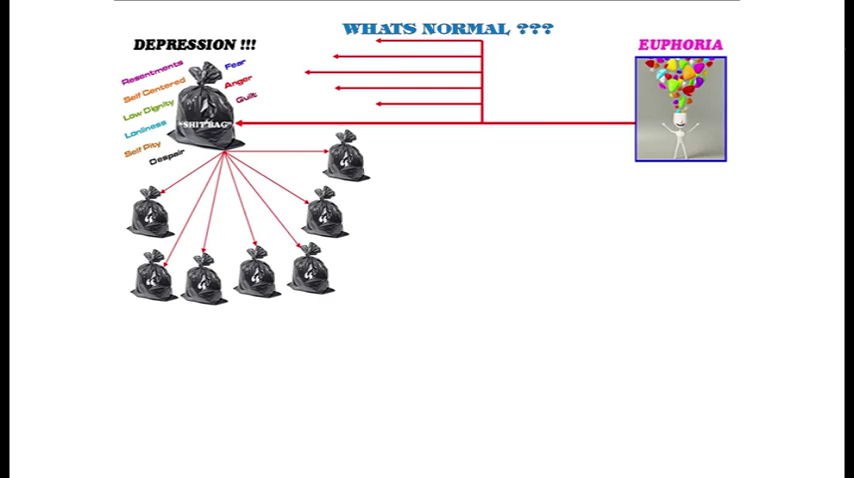 WHATS NORMAL ???
DEPRESSION !!!
EUPHORIA
Resentments
Fear
Self Centered
Anger
Low Dignity
Guilt
Lonliness
"SHIT BAG"
Self Pity
Despair